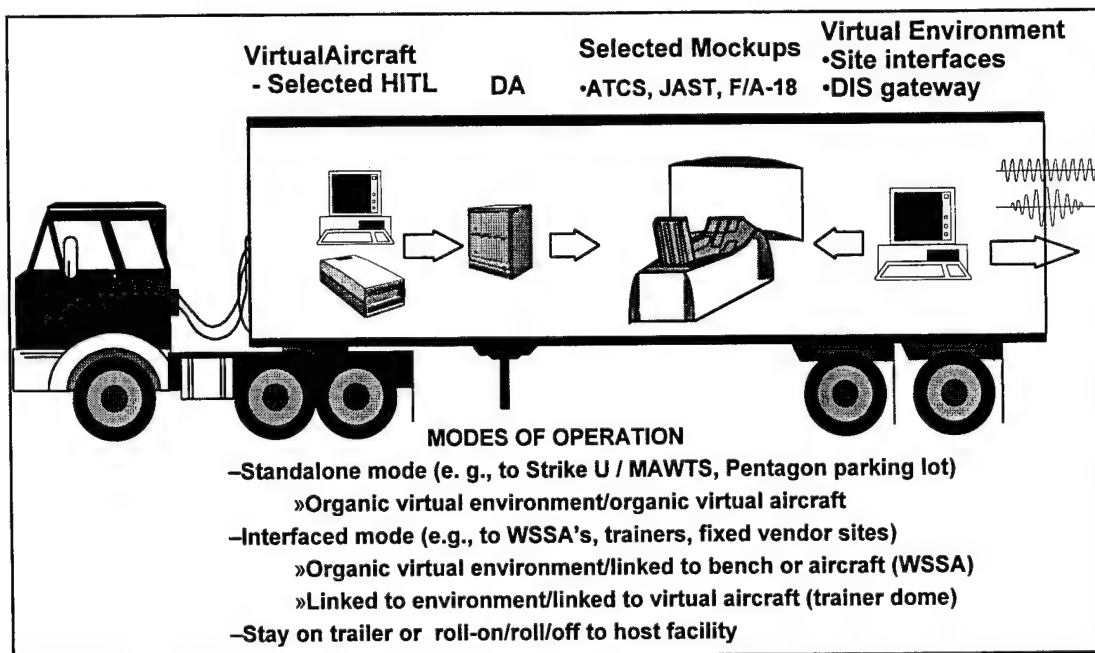 VirtualAircraft
- Selected HITL
DA
Selected Mockups
•ATCS, JAST, F/A-18
Virtual Environment
•Site interfaces
•DIS gateway
MODES OF OPERATION
–Standalone mode (e. g., to Strike U / MAWTS, Pentagon parking lot)
»Organic virtual environment/organic virtual aircraft
–Interfaced mode (e.g., to WSSA's, trainers, fixed vendor sites)
»Organic virtual environment/linked to bench or aircraft (WSSA)
»Linked to environment/linked to virtual aircraft (trainer dome)
–Stay on trailer or roll-on/roll/off to host facility